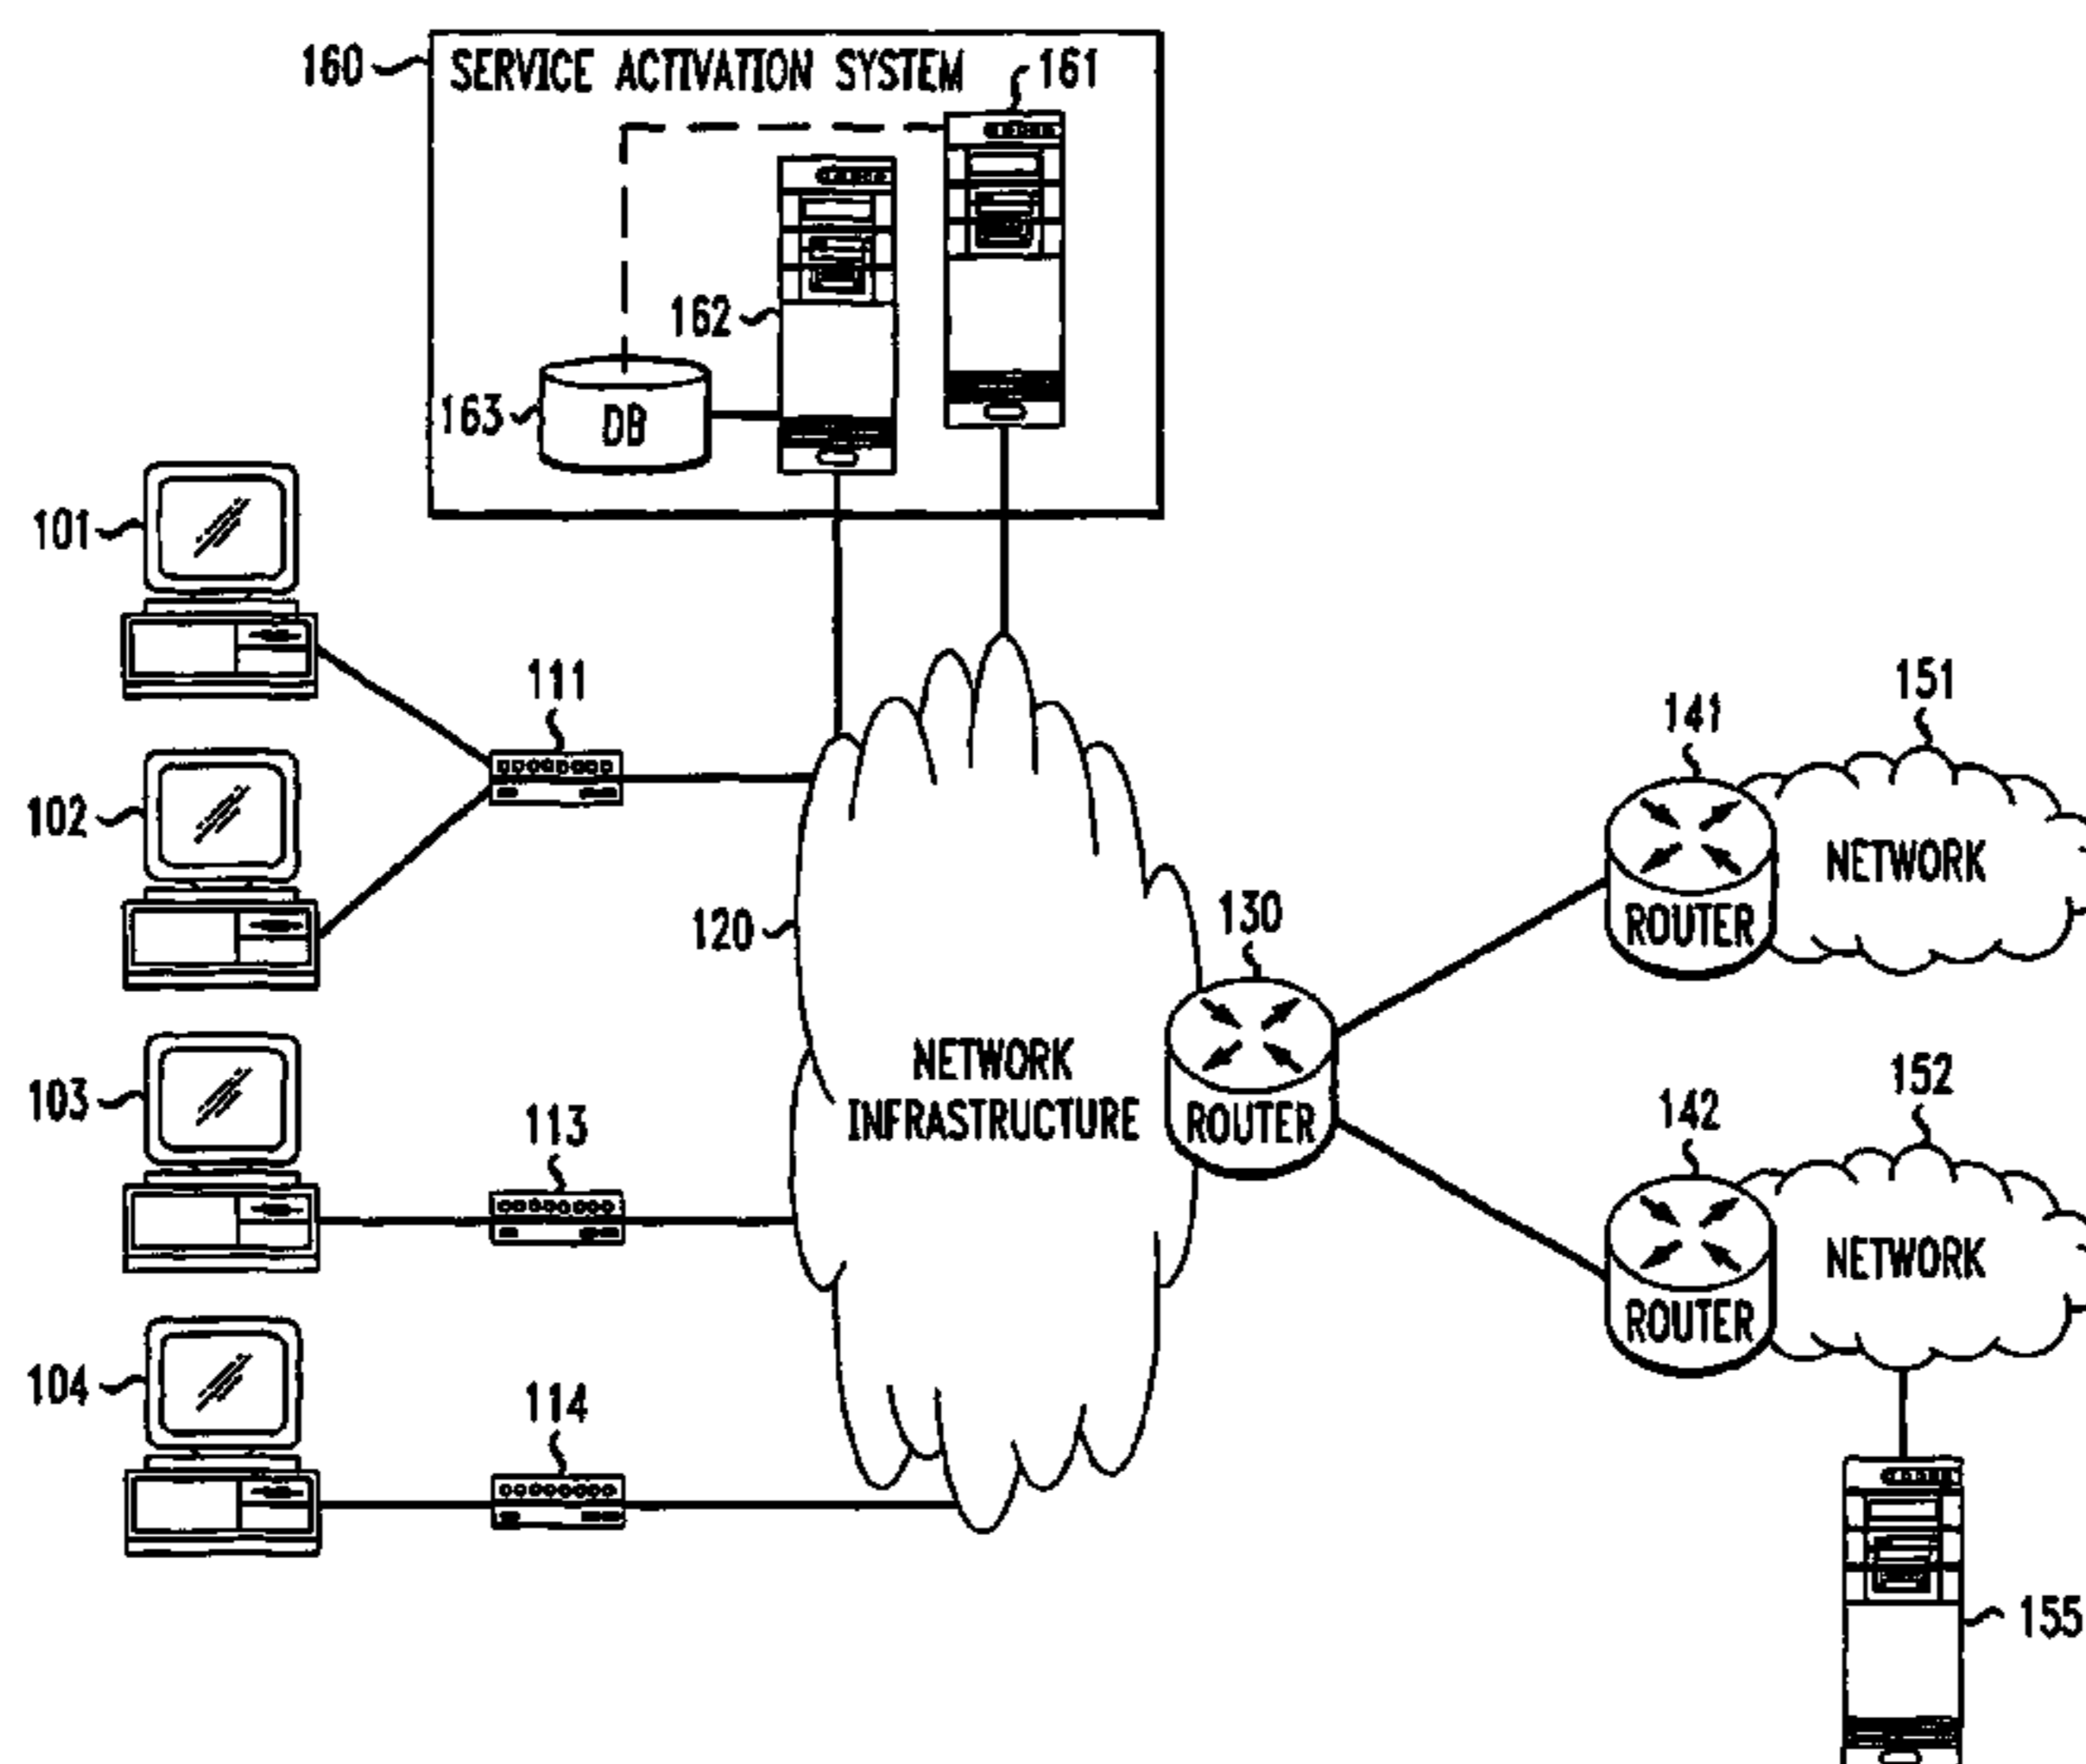 160
SERVICE ACTIVATION SYSTEM
161
162
163
DB
101
111
102
151
141
NETWORK
ROUTER
120
130
NETWORK
INFRASTRUCTURE
ROUTER
103
113
152
142
NETWORK
ROUTER
104
114
155